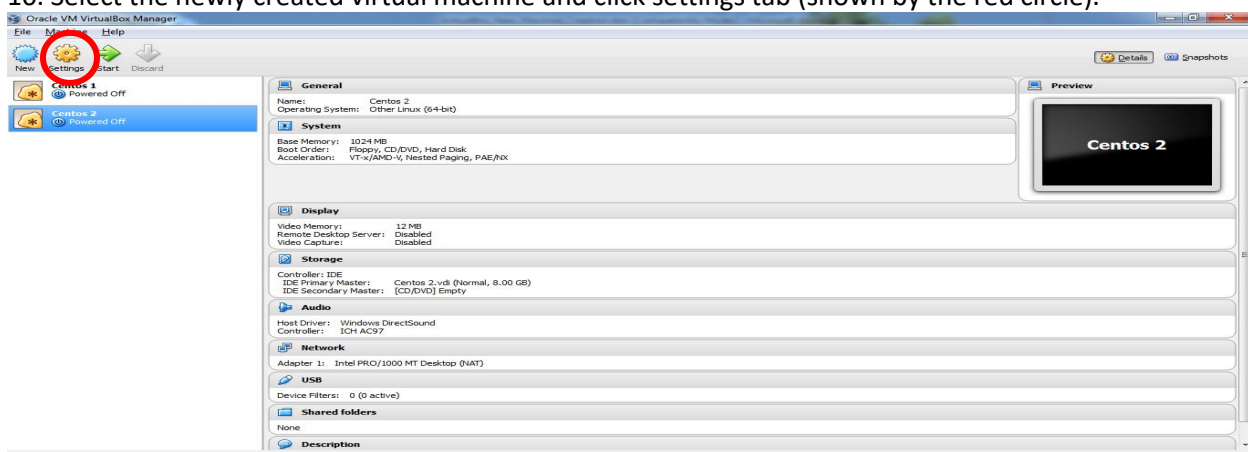 10. Select the newly created virtual machine and click settings tab (shown by the red circle).
Oracle VM VirtualBox Manager
File Machine Help
New Settings Start Discard
Details Snapshots
Centos 1
Powered Off
Centos 2
Powered Off
General
Name: Centos 2
Operating System: Other Linux (64-bit)
System
Base Memory: 1024 MB
Boot Order: Floppy, CD/DVD, Hard Disk
Acceleration: VT-x/AMD-V, Nested Paging, PAE/NX
Preview
Centos 2
Display
Video Memory: 12 MB
Remote Desktop Server: Disabled
Video Capture: Disabled
Storage
Controller: IDE
IDE Primary Master: Centos 2.vdi (Normal, 8.00 GB)
IDE Secondary Master: [CD/DVD] Empty
Audio
Host Driver: Windows DirectSound
Controller: ICH AC97
Network
Adapter 1: Intel PRO/1000 MT Desktop (NAT)
USB
Device Filters: 0 (0 active)
Shared folders
None
Description